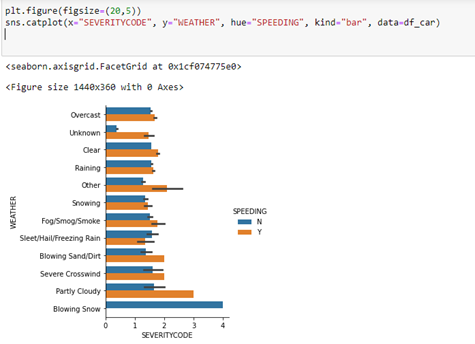 plt.figure(figsize=(20,5))
sns.catplot(x="SEVERITYCODE", y="WEATHER", hue="SPEEDING", kind="bar", data=df_car)
<seaborn.axisgrid.FacetGrid at 0x1cf074775e0>
<Figure size 1440x360 with 0 Axes>
Overcast
Unknown
Clear
Raining
Other
Snowing
Fog/Smog/Smoke
Sleet/Hail/Freezing Rain
Blowing Sand/Dirt
Severe Crosswind
Partly Cloudy
Blowing Snow
WEATHER
SPEEDING
N
Y
0 1 2 3 4
SEVERITYCODE